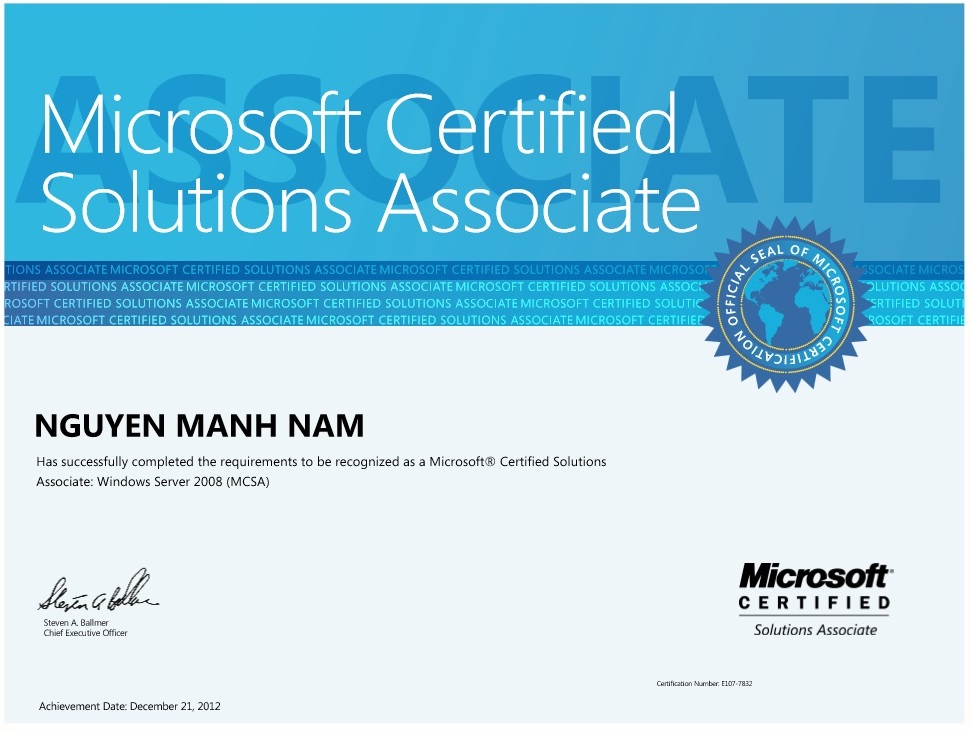 ASSOCIATE
Microsoft Certified
Solutions Associate
TIONS ASSOCIATE MICROSOFT CERTIFIED SOLUTIONS ASSOCIATE MICROSOFT CERTIFIED SOLUTIONS ASSOCIATE MICROSO SSOCIATE MICROS
RTIFIED SOLUTIONS ASSOCIATE MICROSOFT CERTIFIED SOLUTIONS ASSOCIATE MICROSOFT CERTIFIED SOLUTIONS ASSOC OLUTIONS ASSOC
ROSOFT CERTIFIED SOLUTIONS ASSOCIATE MICROSOFT CERTIFIED SOLUTIONS ASSOCIATE MICROSOFT CERTIFIED SOLUTIO ERTIFIED SOLUTI
CIATE MICROSOFT CERTIFIED SOLUTIONS ASSOCIATE MICROSOFT CERTIFIED SOLUTIONS ASSOCIATE MICROSOFT CERTIFIED ROSOFT CERTIFIE
OFFICIAL SEAL OF MICROSOFT CERTIFICATION
NGUYEN MANH NAM
Has successfully completed the requirements to be recognized as a Microsoft® Certified Solutions
Associate: Windows Server 2008 (MCSA)
Steven A Ballmer
Steven A. Ballmer
Chief Executive Officer
Microsoft®
CERTIFIED
Solutions Associate
Certification Number: E107-7832
Achievement Date: December 21, 2012